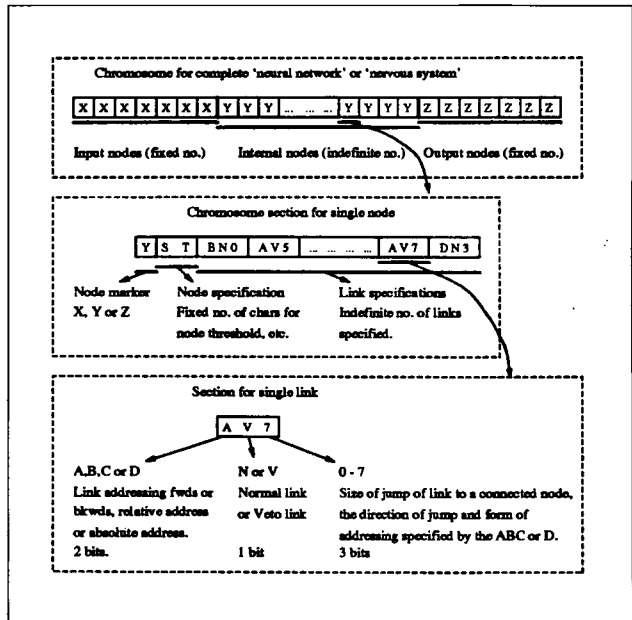 Chromosome for complete 'neural network' or 'nervous system'
X X X X X X X Y Y Y ... ... ... Y Y Y Y Z Z Z Z Z Z Z
Input nodes (fixed no.) Internal nodes (indefinite no.) Output nodes (fixed no.)
Chromosome section for single node
Y S T BN0 AV5 ... ... ... ... AV7 DN3
Node marker
X, Y or Z
Node specification
Fixed no. of chars for
node threshold, etc.
Link specifications
Indefinite no. of links
specified.
Section for single link
A V 7
A,B,C or D
Link addressing fwds or
bkwds, relative address
or absolute address.
2 bits.
N or V
Normal link
or Veto link
1 bit
0 - 7
Size of jump of link to a connected node,
the direction of jump and form of
addressing specified by the ABC or D.
3 bits